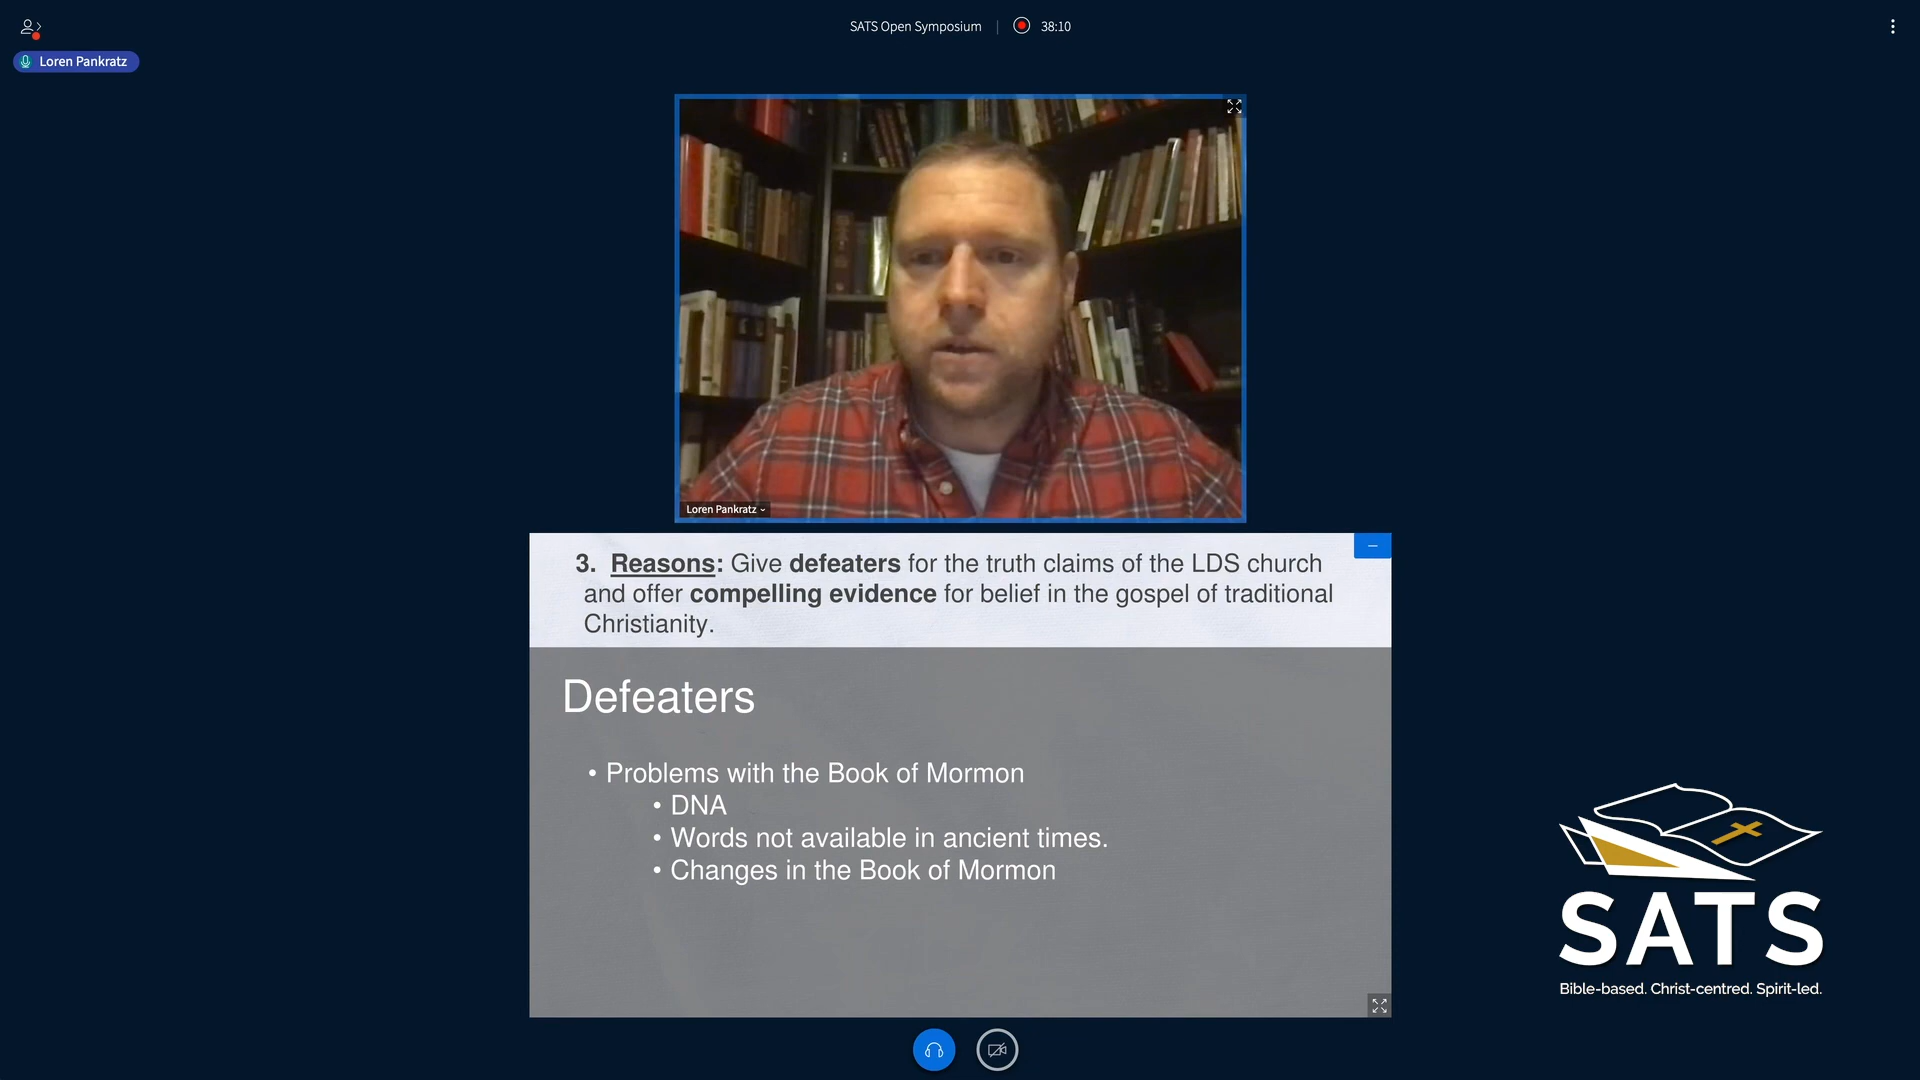 SATS Open Symposium
38:10
Loren Pankratz
Loren Pankratz
3. Reasons: Give defeaters for the truth claims of the LDS church
and offer compelling evidence for belief in the gospel of traditional
Christianity.
Defeaters
• Problems with the Book of Mormon
• DNA
• Words not available in ancient times.
• Changes in the Book of Mormon
SATS
Bible-based. Christ-centred. Spirit-led.